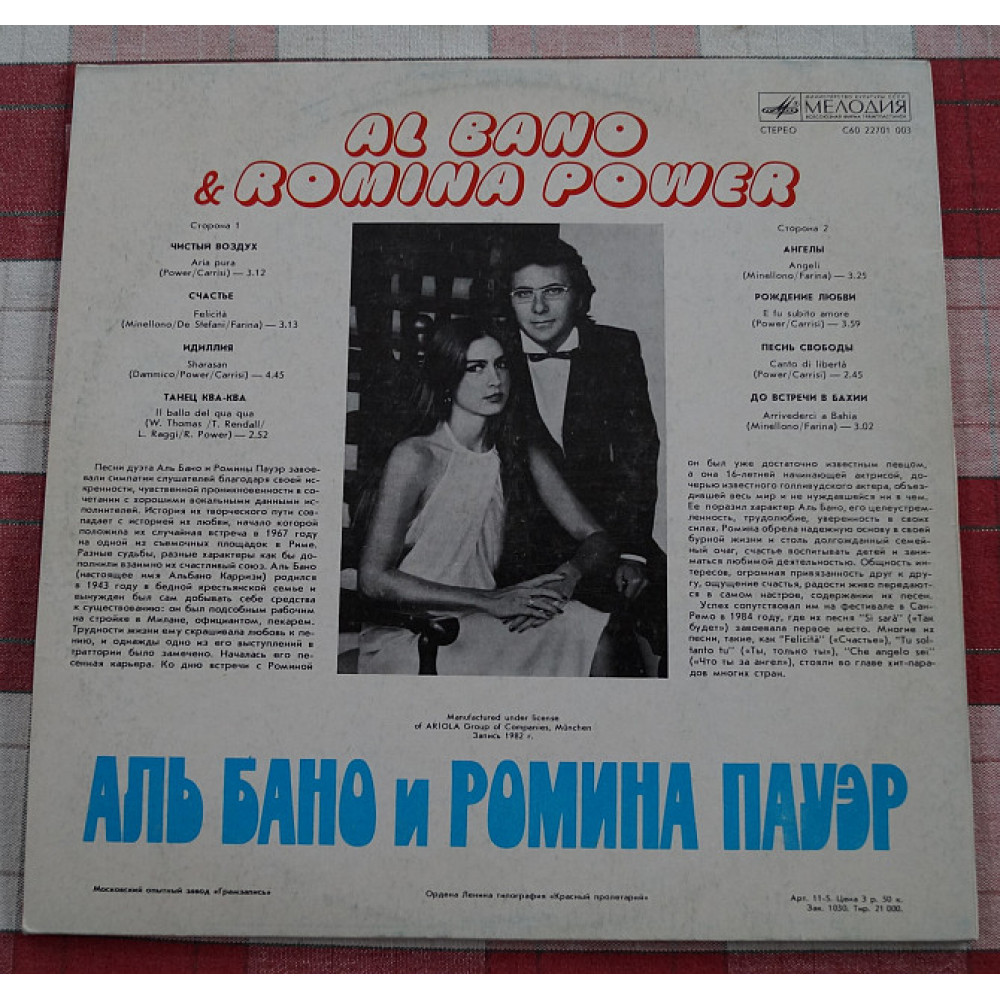 МИНИСТЕРСТВО КУЛЬТУРЫ СССР
МЕЛОДИЯ
ВСЕСОЮЗНАЯ ФИРМА ГРАМПЛАСТИНОК
СТЕРЕО С60 22701 003
AL BANO
& ROMINA POWER
Сторона 1
ЧИСТЫЙ ВОЗДУХ
Aria pura
(Power/Carrisi) — 3.12
СЧАСТЬЕ
Felicità
(Minellono/De Stefani/Farina) — 3.13
ИДИЛЛИЯ
Sharasan
(Dammico/Power/Carrisi) — 4.45
ТАНЕЦ КВА-КВА
Il ballo del qua qua
(W. Thomas /T. Rendall/
L. Raggi/R. Power) — 2.52
Сторона 2
АНГЕЛЫ
Angeli
(Minellono/Farina) — 3.25
РОЖДЕНИЕ ЛЮБВИ
E fu subito amore
(Power/Carrisi) — 3.59
ПЕСНЬ СВОБОДЫ
Canto di libertà
(Power/Carrisi) — 2.45
ДО ВСТРЕЧИ В БАХИИ
Arrivederci a Bahia
(Minellono/Farina) — 3.02
Песни дуэта Аль Бано и Ромины Пауэр завое-
вали симпатии слушателей благодаря своей ис-
кренности, чувственной проникновенности в со-
четании с хорошими вокальными данными ис-
полнителей. История их творческого пути сов-
падает с историей их любви, начало которой
положила их случайная встреча в 1967 году
на одной из съемочных площадок в Риме.
Разные судьбы, разные характеры как бы до-
полнили взаимно их счастливый союз. Аль Бано
(настоящее имя Альбано Карризи) родился
в 1943 году в бедной крестьянской семье и
вынужден был сам добывать себе средства
к существованию: он был подсобным рабочим
на стройке в Милане, официантом, пекарем.
Трудности жизни ему скрашивала любовь к пе-
нию, и однажды одно из его выступлений в
траттории было замечено. Началась его пе-
сенная карьера. Ко дню встречи с Роминой
он был уже достаточно известным певцом,
а она 16-летней начинающей актрисой, до-
черью известного голливудского актера, объез-
дившей весь мир и не нуждавшейся ни в чем.
Ее поразил характер Аль Бано, его целеустрем-
ленность, трудолюбие, уверенность в своих
силах. Ромина обрела надежную основу в своей
бурной жизни и столь долгожданный семей-
ный очаг, счастье воспитывать детей и зани-
маться любимой деятельностью. Общность ин-
тересов, огромная привязанность друг к дру-
гу, ощущение счастья, радости живо передают-
ся в самом настроя, содержании их песен.
Успех сопутствовал им на фестивале в Сан-
Ремо в 1984 году, где их песня "Si sarà" («Так
будет») завоевала первое место. Многие их
песни, такие, как "Felicità" («Счастье»), "Tu sol-
tanto tu" («Ты, только ты»), "Che angelo sei"
(«Что ты за ангел»), стояли во главе хит-пара-
дов многих стран.
Manufactured under license
of ARIOLA Group of Companies, München
Запись 1982 г.
АЛЬ БАНО и РОМИНА ПАУЭР
Московский опытный завод «Грамзапись»
Ордена Ленина типография «Красный пролетарий»
Арт. 11-5. Цена 3 р. 50 к.
Зак. 1030. Тир. 21 000.